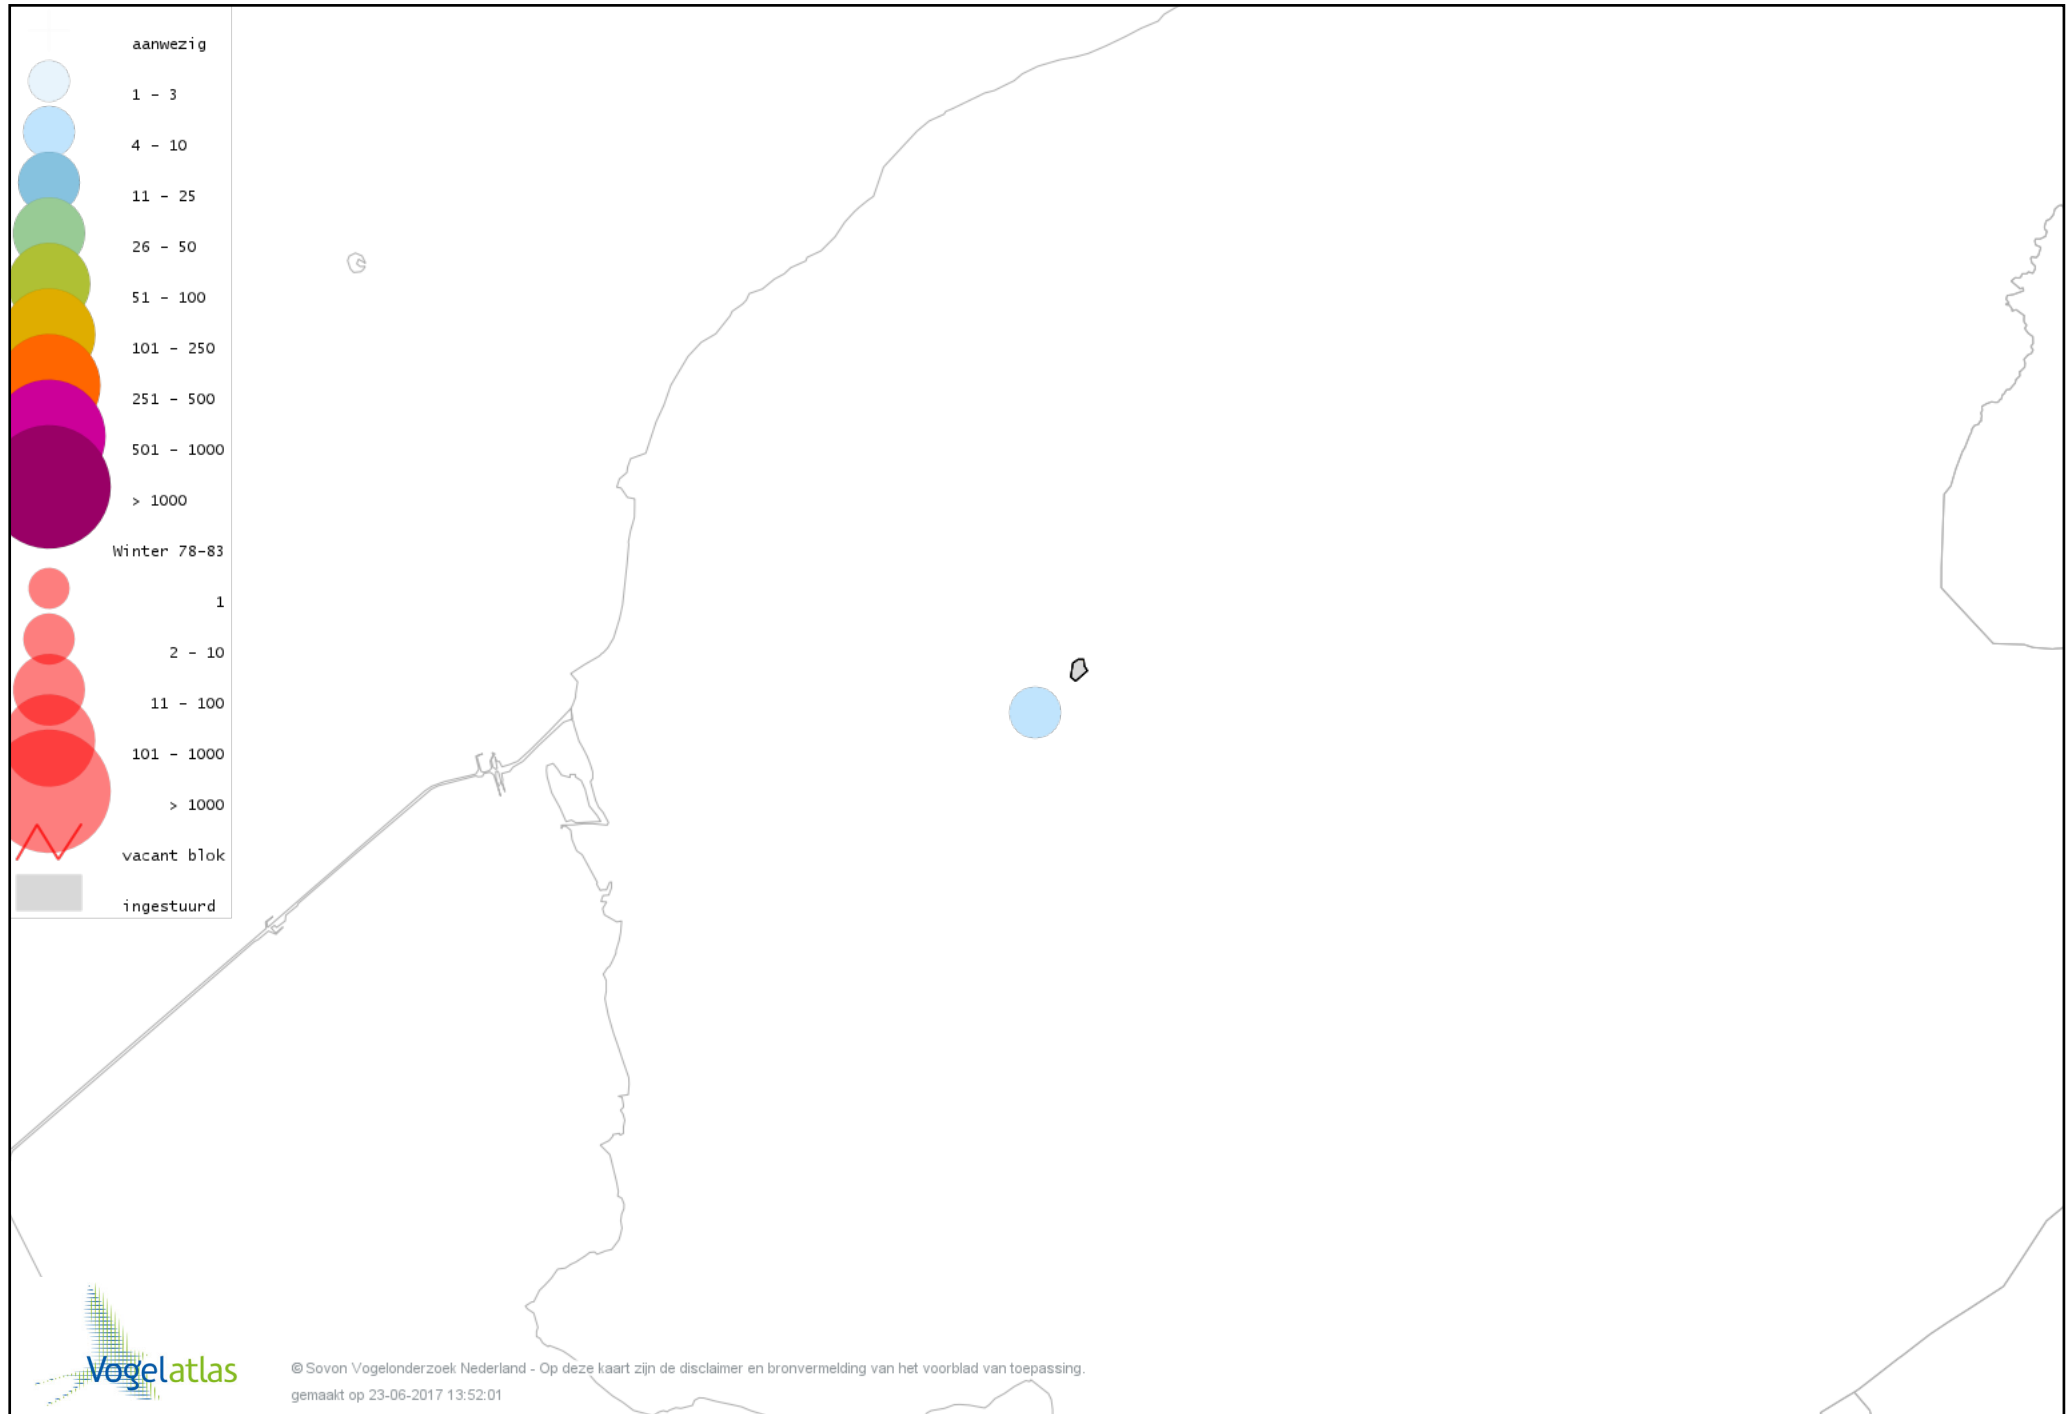 aanwezig
1 - 3
4 - 10
11 - 25
26 - 50
51 - 100
101 - 250
251 - 500
501 - 1000
> 1000
Winter 78-83
1
2 - 10
11 - 100
101 - 1000
> 1000
vacant blok
ingestuurd
Vogelatlas
© Sovon Vogelonderzoek Nederland - Op deze kaart zijn de disclaimer en bronvermelding van het voorblad van toepassing.
gemaakt op 23-06-2017 13:52:01